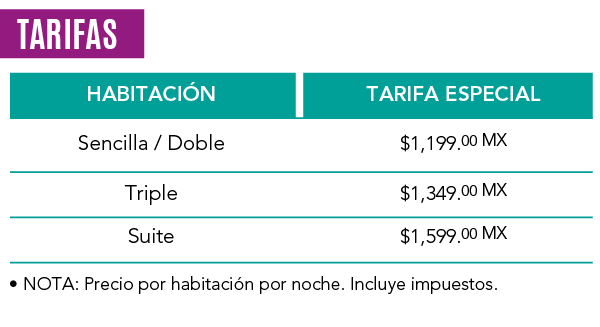 TARIFAS
HABITACIÓN TARIFA ESPECIAL
Sencilla / Doble $1,199.00 MX
Triple $1,349.00 MX
Suite $1,599.00 MX
• NOTA: Precio por habitación por noche. Incluye impuestos.